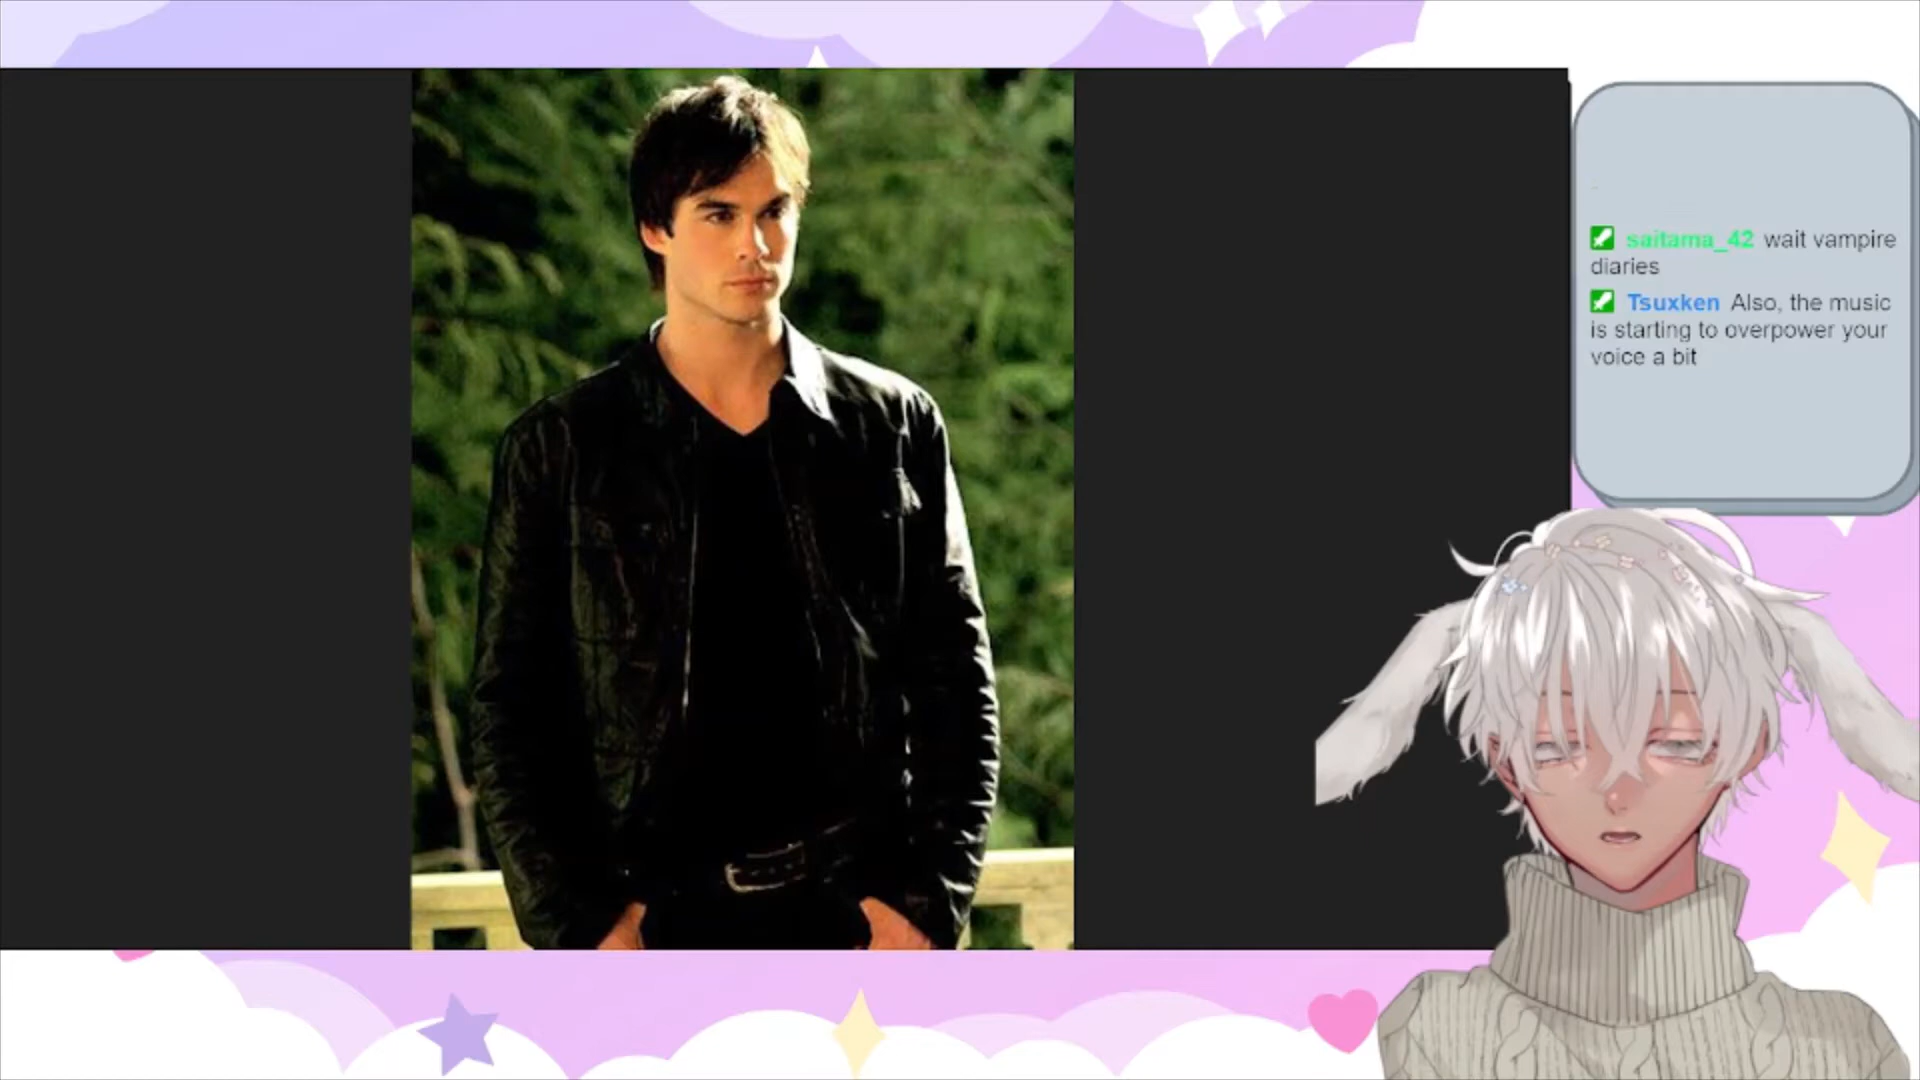 saitama_42 wait vampire
diaries
Tsuxken Also, the music
is starting to overpower your
voice a bit